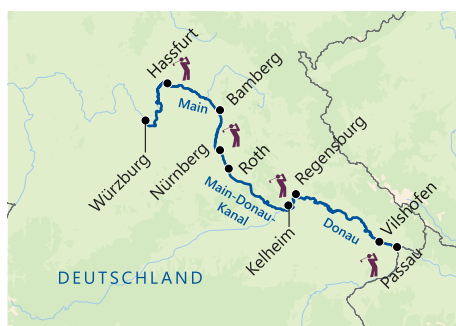 Hassfurt
Main
Bamberg
Würzburg
Nürnberg
Roth
Main-Donau-
Kanal
Regensburg
Kelheim
Donau
Vilshofen
Passau
DEUTSCHLAND